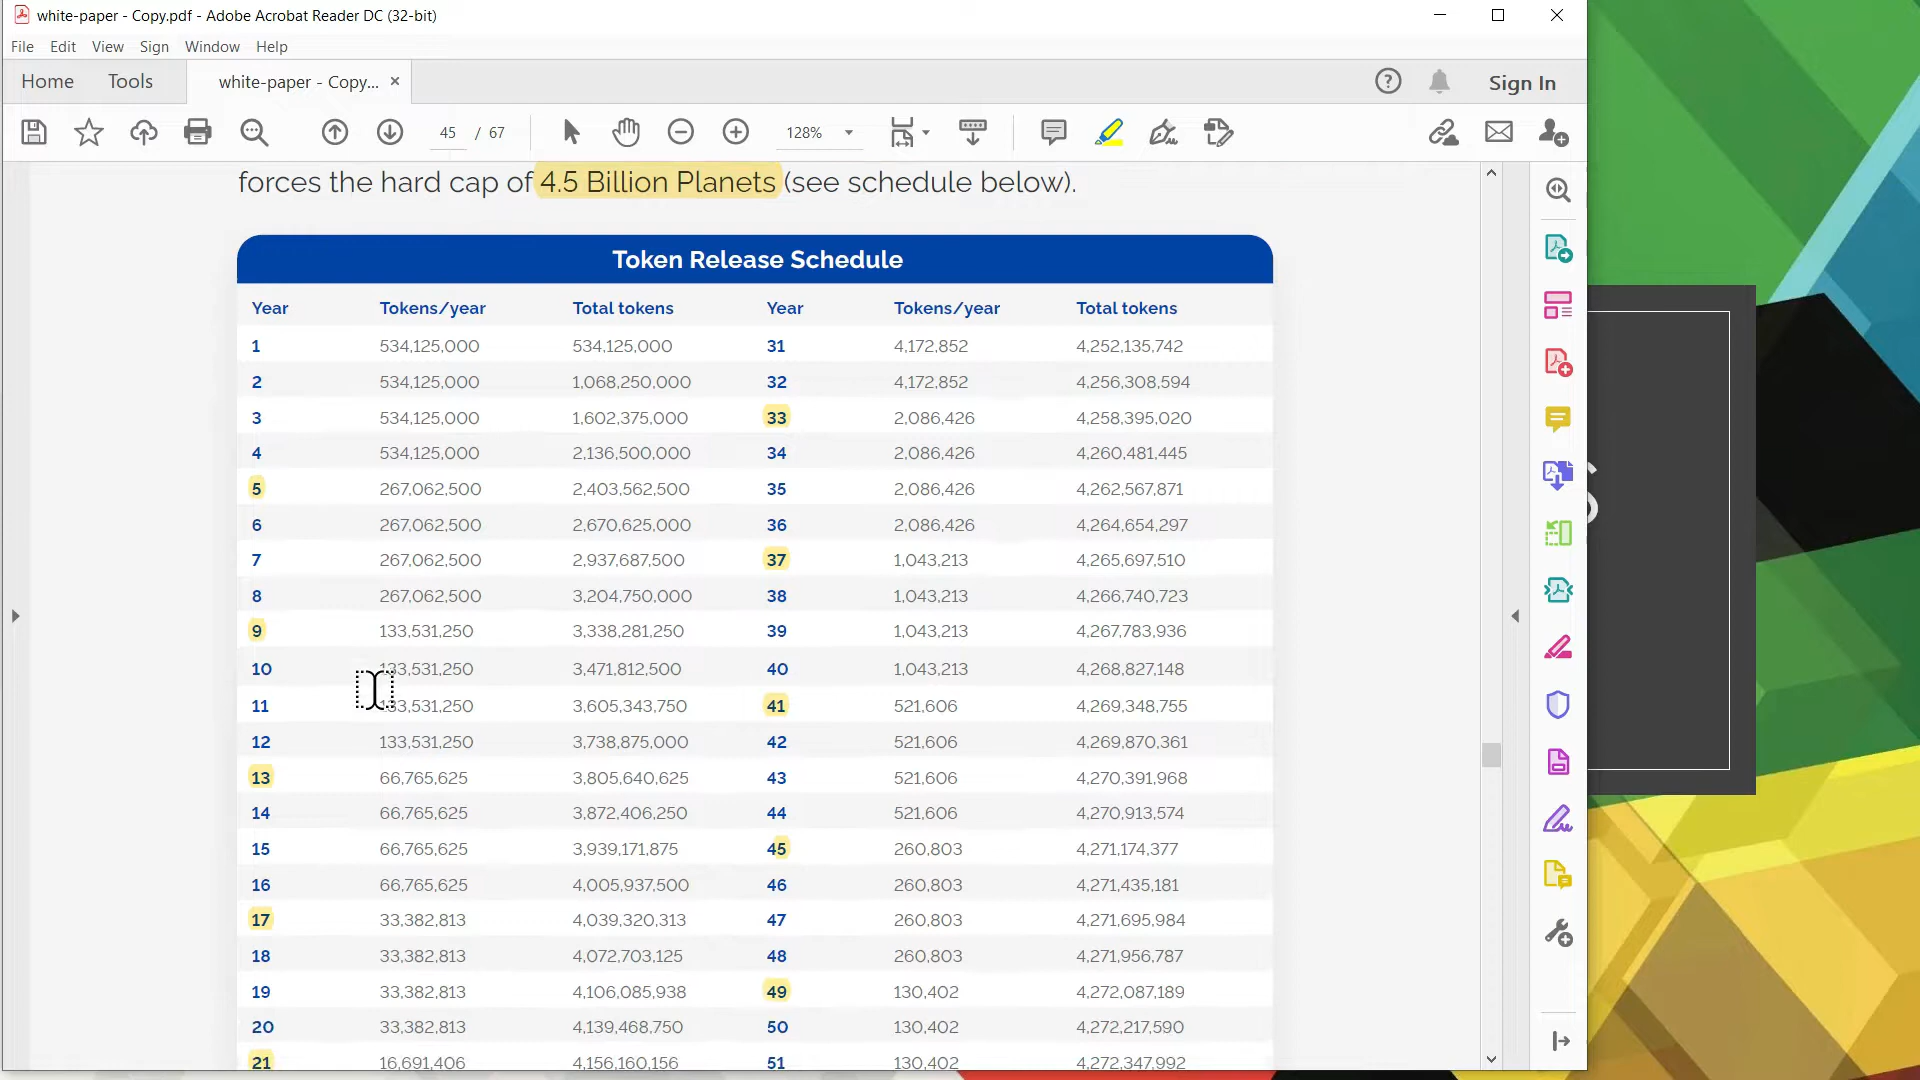 white-paper - Copy.pdf - Adobe Acrobat Reader DC (32-bit)
File Edit View Sign Window Help
Home Tools white-paper - Copy... × Sign In
45 / 67 128%
forces the hard cap of 4.5 Billion Planets (see schedule below).
Token Release Schedule
Year Tokens/year Total tokens Year Tokens/year Total tokens
1 534,125,000 534,125,000 31 4,172,852 4,252,135,742
2 534,125,000 1,068,250,000 32 4,172,852 4,256,308,594
3 534,125,000 1,602,375,000 33 2,086,426 4,258,395,020
4 534,125,000 2,136,500,000 34 2,086,426 4,260,481,445
5 267,062,500 2,403,562,500 35 2,086,426 4,262,567,871
6 267,062,500 2,670,625,000 36 2,086,426 4,264,654,297
7 267,062,500 2,937,687,500 37 1,043,213 4,265,697,510
8 267,062,500 3,204,750,000 38 1,043,213 4,266,740,723
9 133,531,250 3,338,281,250 39 1,043,213 4,267,783,936
10 133,531,250 3,471,812,500 40 1,043,213 4,268,827,148
11 133,531,250 3,605,343,750 41 521,606 4,269,348,755
12 133,531,250 3,738,875,000 42 521,606 4,269,870,361
13 66,765,625 3,805,640,625 43 521,606 4,270,391,968
14 66,765,625 3,872,406,250 44 521,606 4,270,913,574
15 66,765,625 3,939,171,875 45 260,803 4,271,174,377
16 66,765,625 4,005,937,500 46 260,803 4,271,435,181
17 33,382,813 4,039,320,313 47 260,803 4,271,695,984
18 33,382,813 4,072,703,125 48 260,803 4,271,956,787
19 33,382,813 4,106,085,938 49 130,402 4,272,087,189
20 33,382,813 4,139,468,750 50 130,402 4,272,217,590
21 16,691,406 4,156,160,156 51 130,402 4,272,347,992
S